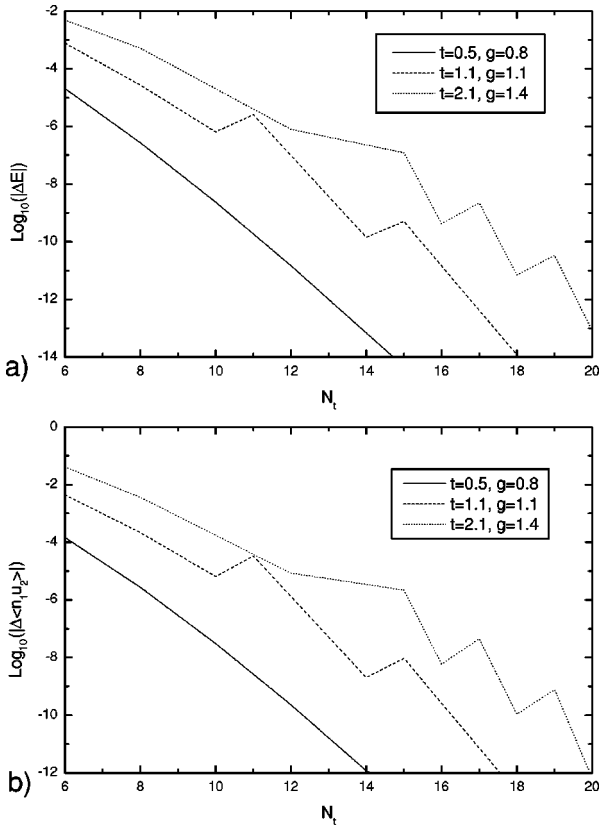 -2
-4
-6
-8
-10
-12
-14
Log10(|ΔE|)
t=0.5, g=0.8
t=1.1, g=1.1
t=2.1, g=1.4
6 8 10 12 14 16 18 20
a)
Nt
0
-2
-4
-6
-8
-10
-12
Log10(|Δ<n1u2>|)
t=0.5, g=0.8
t=1.1, g=1.1
t=2.1, g=1.4
6 8 10 12 14 16 18 20
b)
Nt